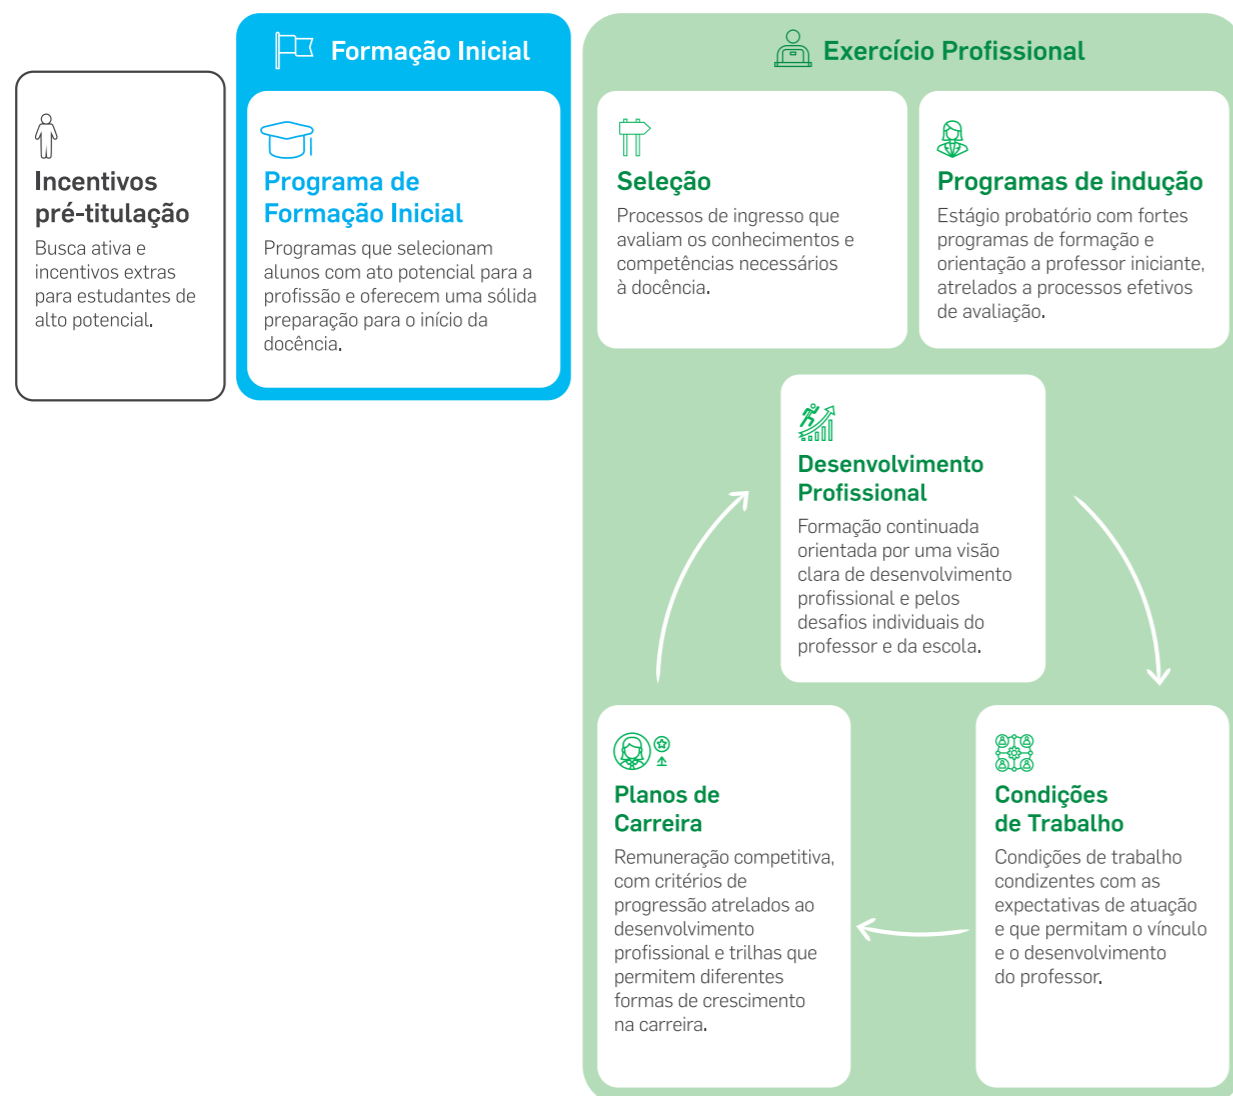 Formação Inicial
Exercício Profissional
Incentivos
pré-titulação
Busca ativa e
incentivos extras
para estudantes de
alto potencial.
Programa de
Formação Inicial
Programas que selecionam
alunos com ato potencial para a
profissão e oferecem uma sólida
preparação para o início da
docência.
Seleção
Processos de ingresso que
avaliam os conhecimentos e
competências necessários
à docência.
Programas de indução
Estágio probatório com fortes
programas de formação e
orientação a professor iniciante,
atrelados a processos efetivos
de avaliação.
Desenvolvimento
Profissional
Formação continuada
orientada por uma visão
clara de desenvolvimento
profissional e pelos
desafios individuais do
professor e da escola.
Planos de
Carreira
Remuneração competitiva,
com critérios de
progressão atrelados ao
desenvolvimento
profissional e trilhas que
permitem diferentes
formas de crescimento
na carreira.
Condições
de Trabalho
Condições de trabalho
condizentes com as
expectativas de atuação
e que permitam o vínculo
e o desenvolvimento
do professor.